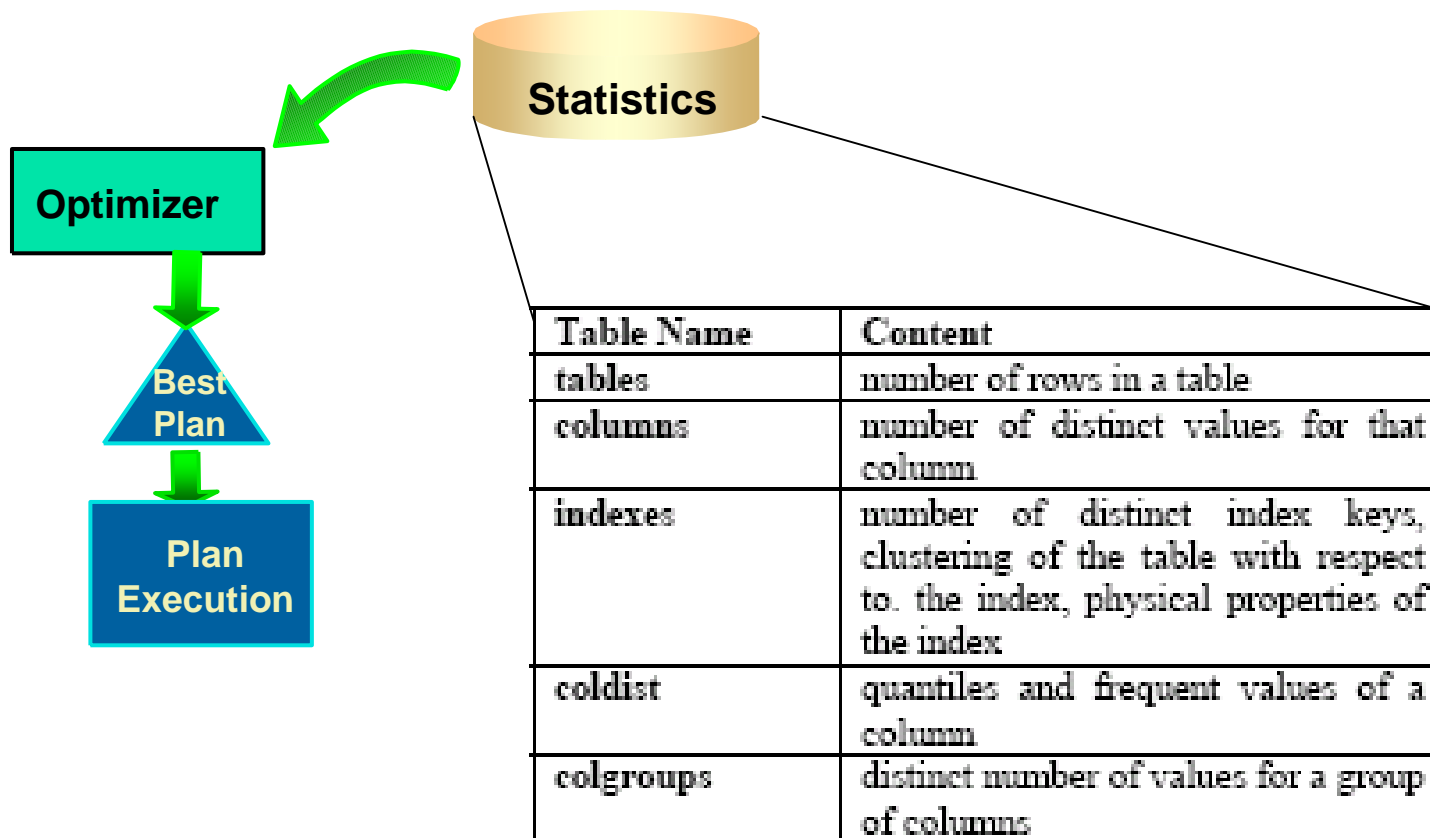 Statistics
Optimizer
Best
Plan
Plan
Execution
Table Name Content
tables number of rows in a table
columns number of distinct values for that
column
indexes number of distinct index keys,
clustering of the table with respect
to. the index, physical properties of
the index
coldist quantiles and frequent values of a
column
colgroups distinct number of values for a group
of columns